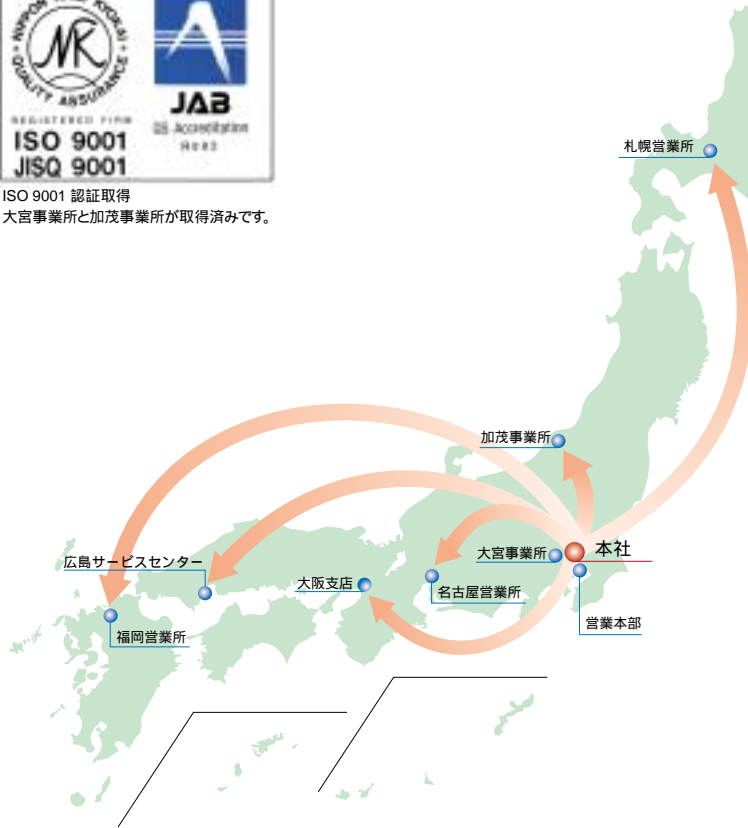 QUALITY ASSURANCE
REGISTERED FIRM
JAB
ISO 9001
JISQ 9001
ISO 9001 認証取得
大宮事業所と加茂事業所が取得済みです。
札幌営業所
加茂事業所
大宮事業所
本社
広島サービスセンター
大阪支店
名古屋営業所
営業本部
福岡営業所